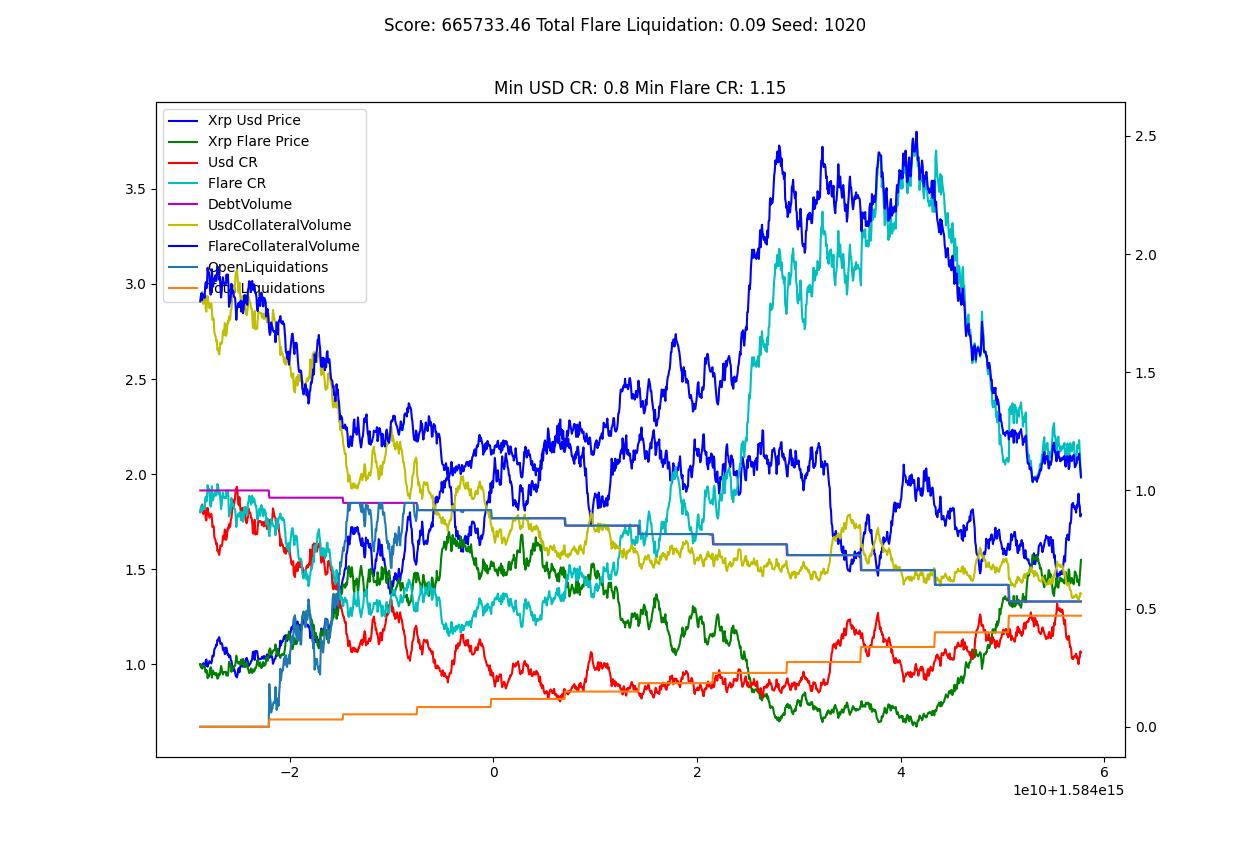 Score: 665733.46 Total Flare Liquidation: 0.09 Seed: 1020
Min USD CR: 0.8 Min Flare CR: 1.15
Xrp Usd Price
Xrp Flare Price
Usd CR
Flare CR
DebtVolume
UsdCollateralVolume
FlareCollateralVolume
OpenLiquidations
Liquidations
3.5
3.0
2.5
2.0
1.5
1.0
2.5
2.0
1.5
1.0
0.5
0.0
−2
0
2
4
6
1e10+1.584e15